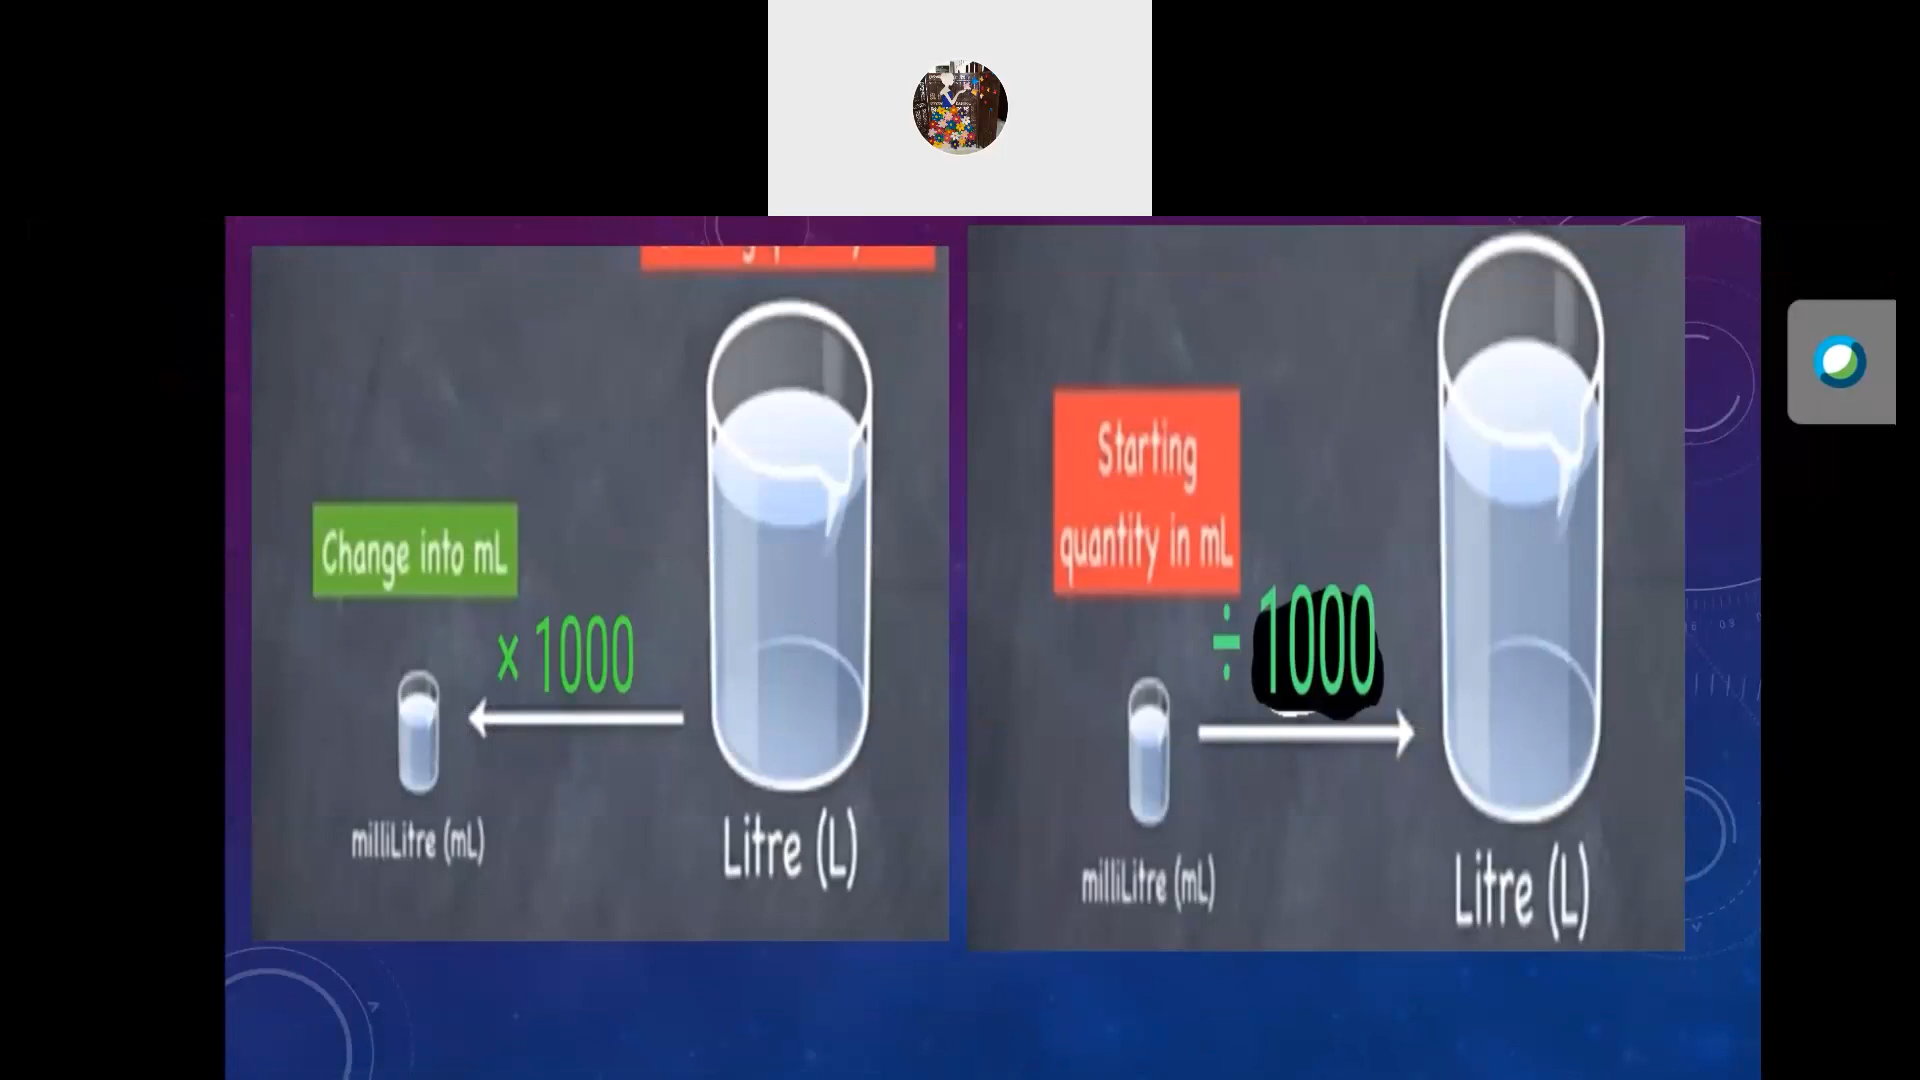 Change into mL
× 1000
milliLitre (mL)
Litre (L)
Starting
quantity in mL
÷ 1000
milliLitre (mL)
Litre (L)